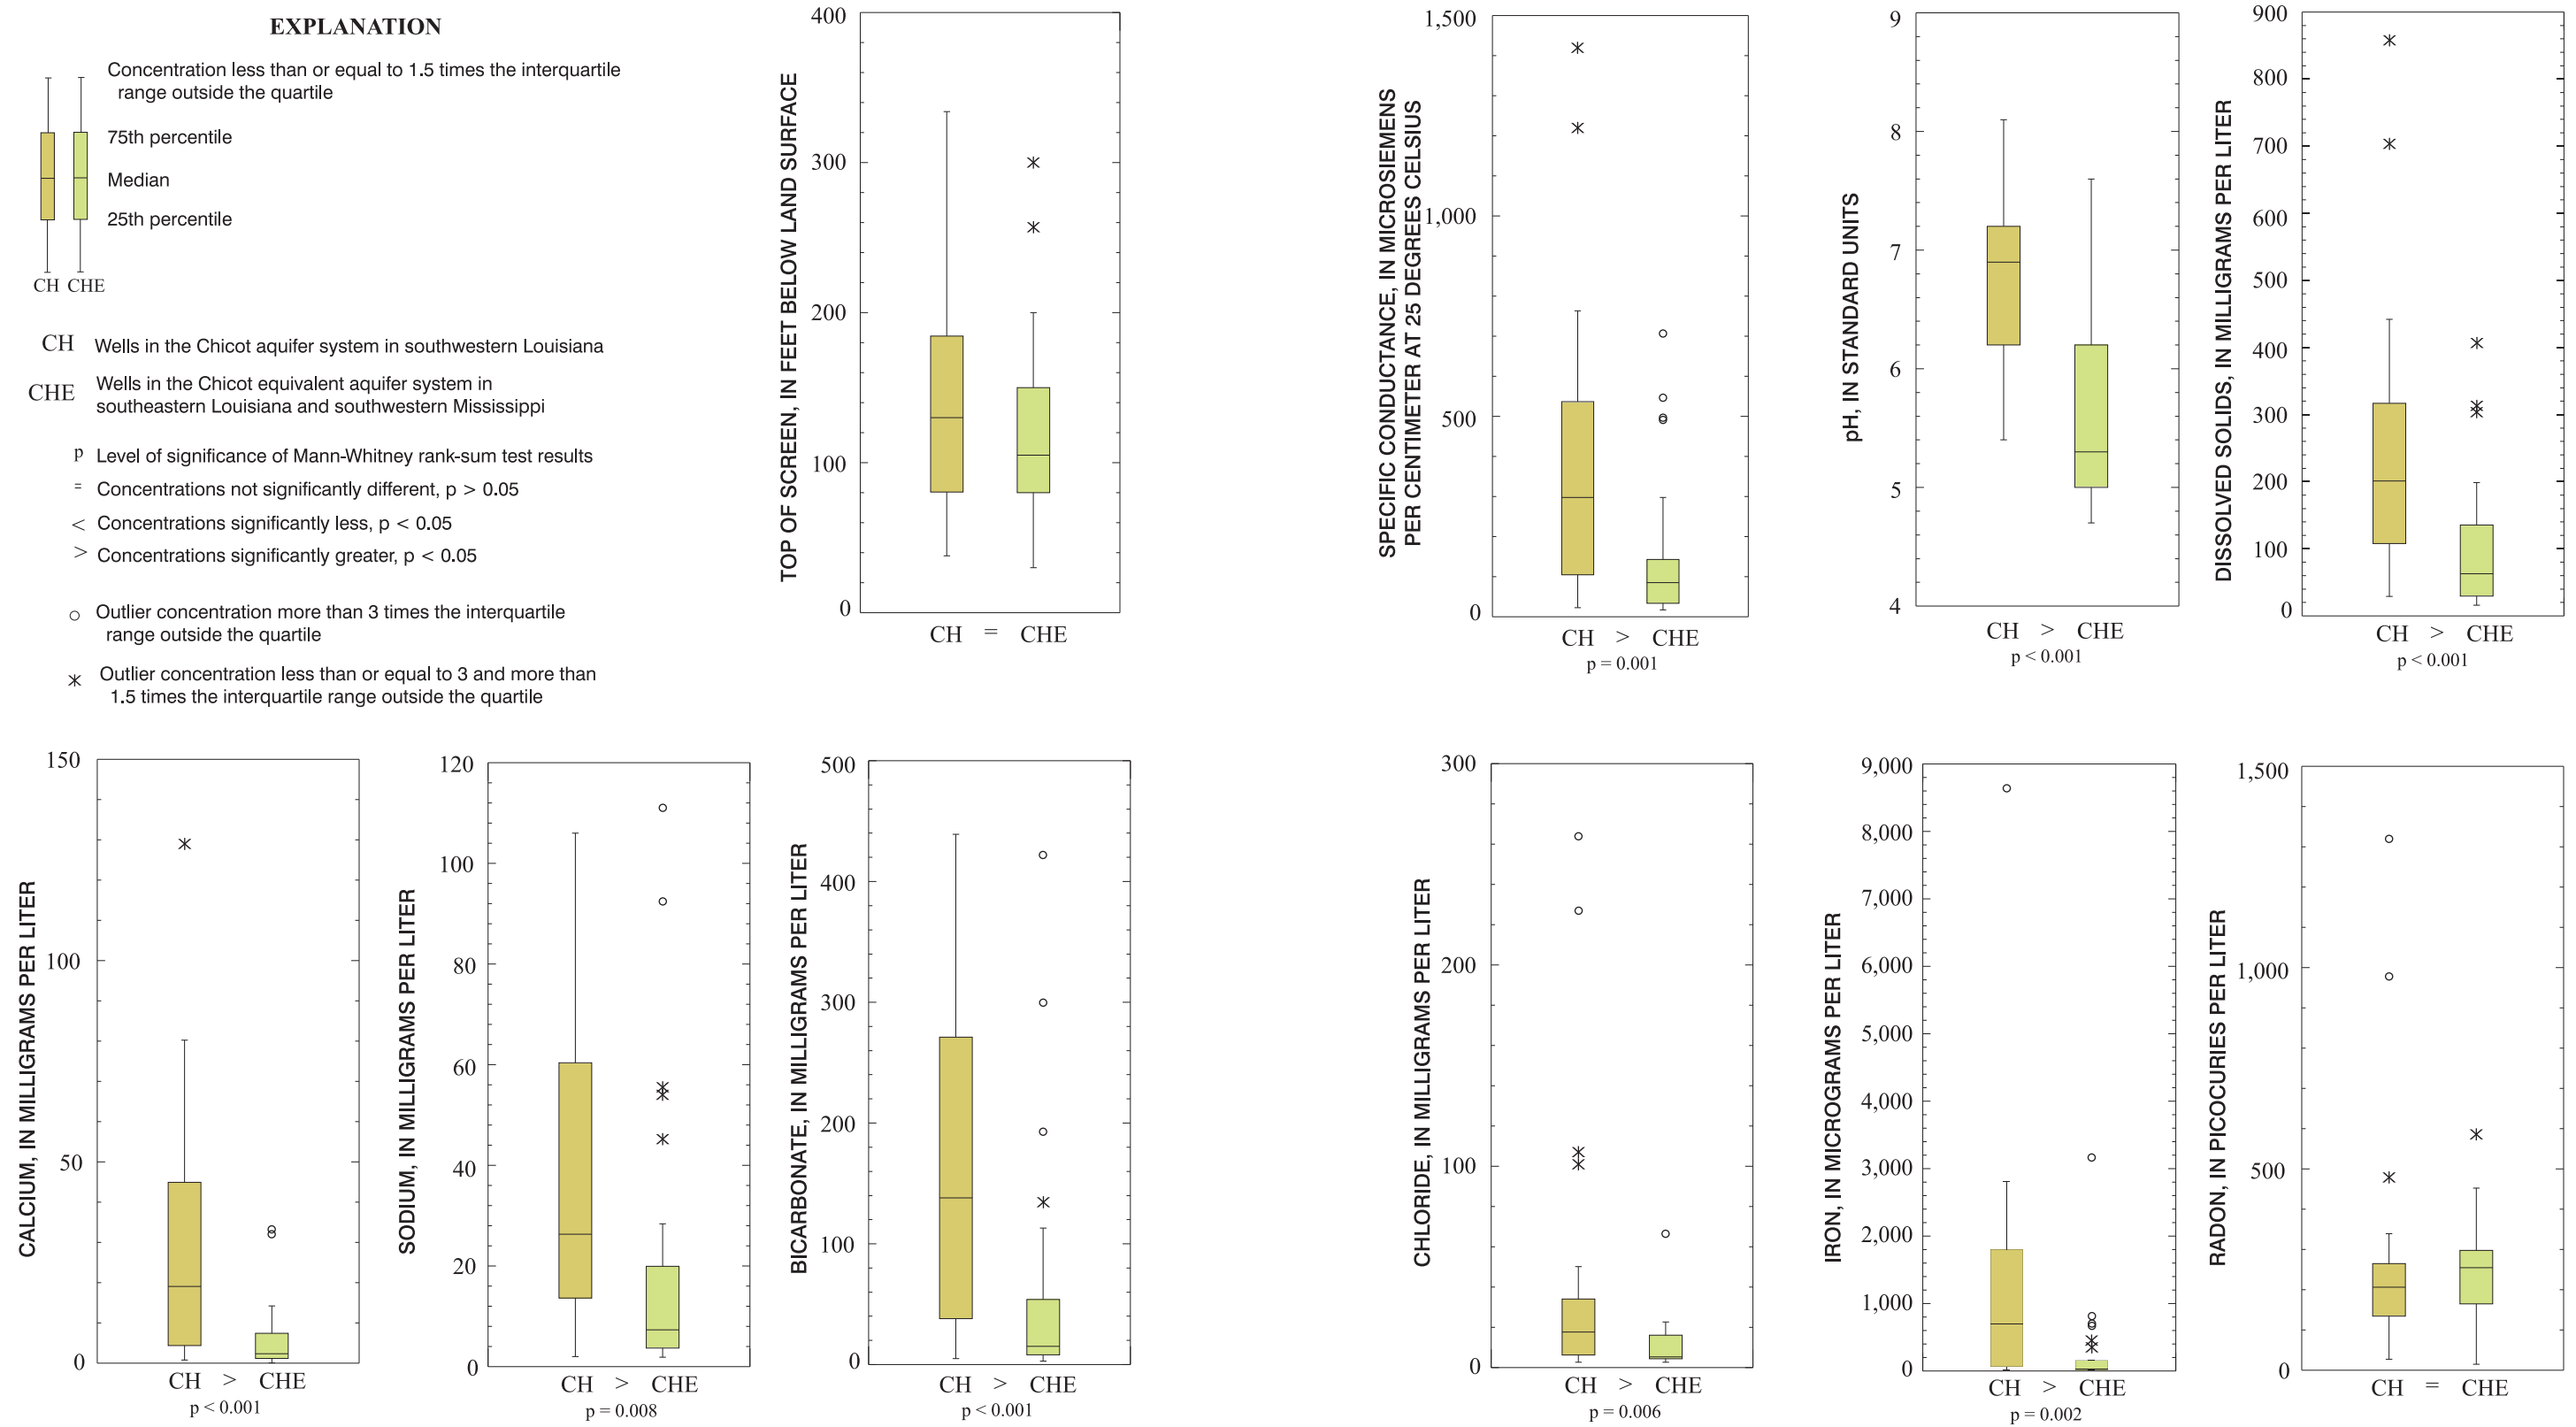 EXPLANATION
Concentration less than or equal to 1.5 times the interquartile
range outside the quartile
75th percentile
Median
25th percentile
CH CHE
CH Wells in the Chicot aquifer system in southwestern Louisiana
CHE Wells in the Chicot equivalent aquifer system in
southeastern Louisiana and southwestern Mississippi
p Level of significance of Mann-Whitney rank-sum test results
= Concentrations not significantly different, p > 0.05
< Concentrations significantly less, p < 0.05
> Concentrations significantly greater, p < 0.05
Outlier concentration more than 3 times the interquartile
range outside the quartile
Outlier concentration less than or equal to 3 and more than
1.5 times the interquartile range outside the quartile
TOP OF SCREEN, IN FEET BELOW LAND SURFACE
400
300
200
100
0
CH = CHE
SPECIFIC CONDUCTANCE, IN MICROSIEMENS
PER CENTIMETER AT 25 DEGREES CELSIUS
1,500
1,000
500
0
CH > CHE
p = 0.001
pH, IN STANDARD UNITS
9
8
7
6
5
4
CH > CHE
p < 0.001
DISSOLVED SOLIDS, IN MILLIGRAMS PER LITER
900
800
700
600
500
400
300
200
100
0
CH > CHE
p < 0.001
CALCIUM, IN MILLIGRAMS PER LITER
150
100
50
0
CH > CHE
p < 0.001
SODIUM, IN MILLIGRAMS PER LITER
120
100
80
60
40
20
0
CH > CHE
p = 0.008
BICARBONATE, IN MILLIGRAMS PER LITER
500
400
300
200
100
0
CH > CHE
p < 0.001
CHLORIDE, IN MILLIGRAMS PER LITER
300
200
100
0
CH > CHE
p = 0.006
IRON, IN MICROGRAMS PER LITER
9,000
8,000
7,000
6,000
5,000
4,000
3,000
2,000
1,000
0
CH > CHE
p = 0.002
RADON, IN PICOCURIES PER LITER
1,500
1,000
500
0
CH = CHE